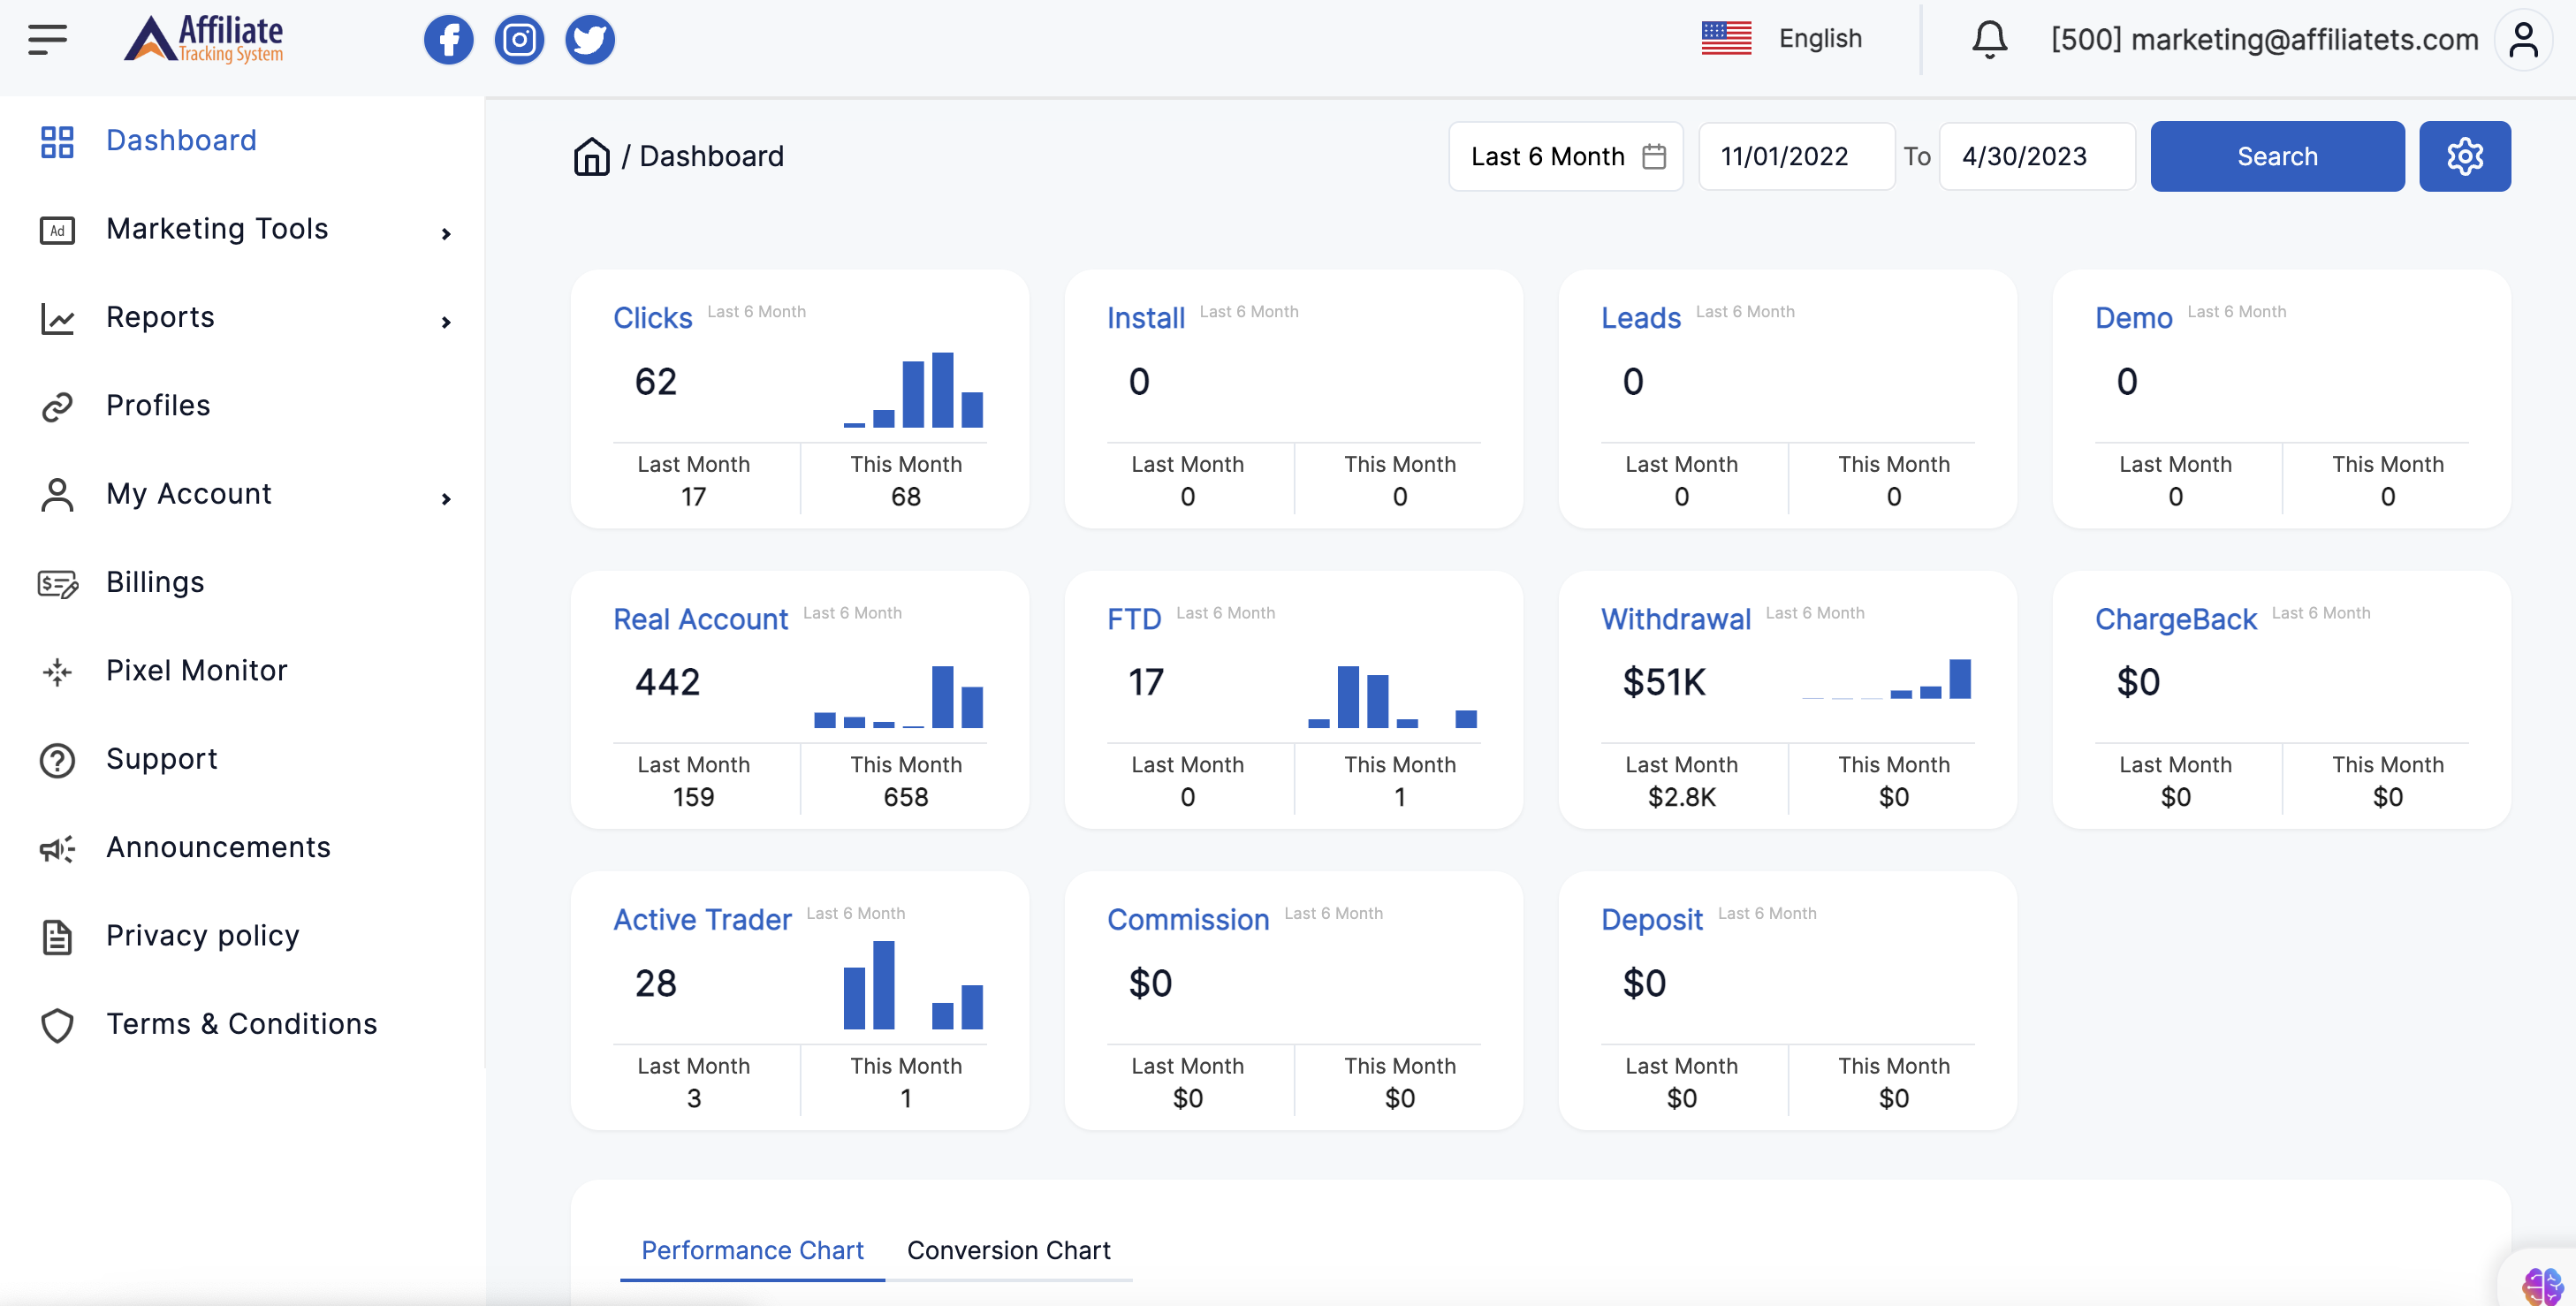 Affiliate
Tracking System
English
[500] marketing@affiliatets.com
Dashboard
Ad
Marketing Tools
Reports
Profiles
My Account
Billings
Pixel Monitor
Support
Announcements
Privacy policy
Terms & Conditions
/ Dashboard
Last 6 Month
11/01/2022
To
4/30/2023
Search
Clicks Last 6 Month
62
Last Month
17
This Month
68
Install Last 6 Month
0
Last Month
0
This Month
0
Leads Last 6 Month
0
Last Month
0
This Month
0
Demo Last 6 Month
0
Last Month
0
This Month
0
Real Account Last 6 Month
442
Last Month
159
This Month
658
FTD Last 6 Month
17
Last Month
0
This Month
1
Withdrawal Last 6 Month
$51K
Last Month
$2.8K
This Month
$0
ChargeBack Last 6 Month
$0
Last Month
$0
This Month
$0
Active Trader Last 6 Month
28
Last Month
3
This Month
1
Commission Last 6 Month
$0
Last Month
$0
This Month
$0
Deposit Last 6 Month
$0
Last Month
$0
This Month
$0
Performance Chart
Conversion Chart